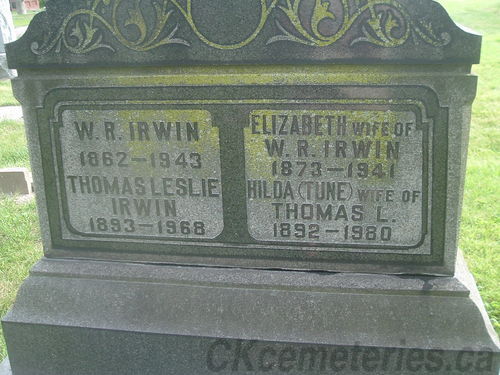 W. R. IRWIN
1862–1943
THOMAS LESLIE
IRWIN
1893–1968
ELIZABETH WIFE OF
W. R. IRWIN
1873–1941
HILDA (TUNE) WIFE OF
THOMAS L.
1892–1980
CKcemeteries.ca